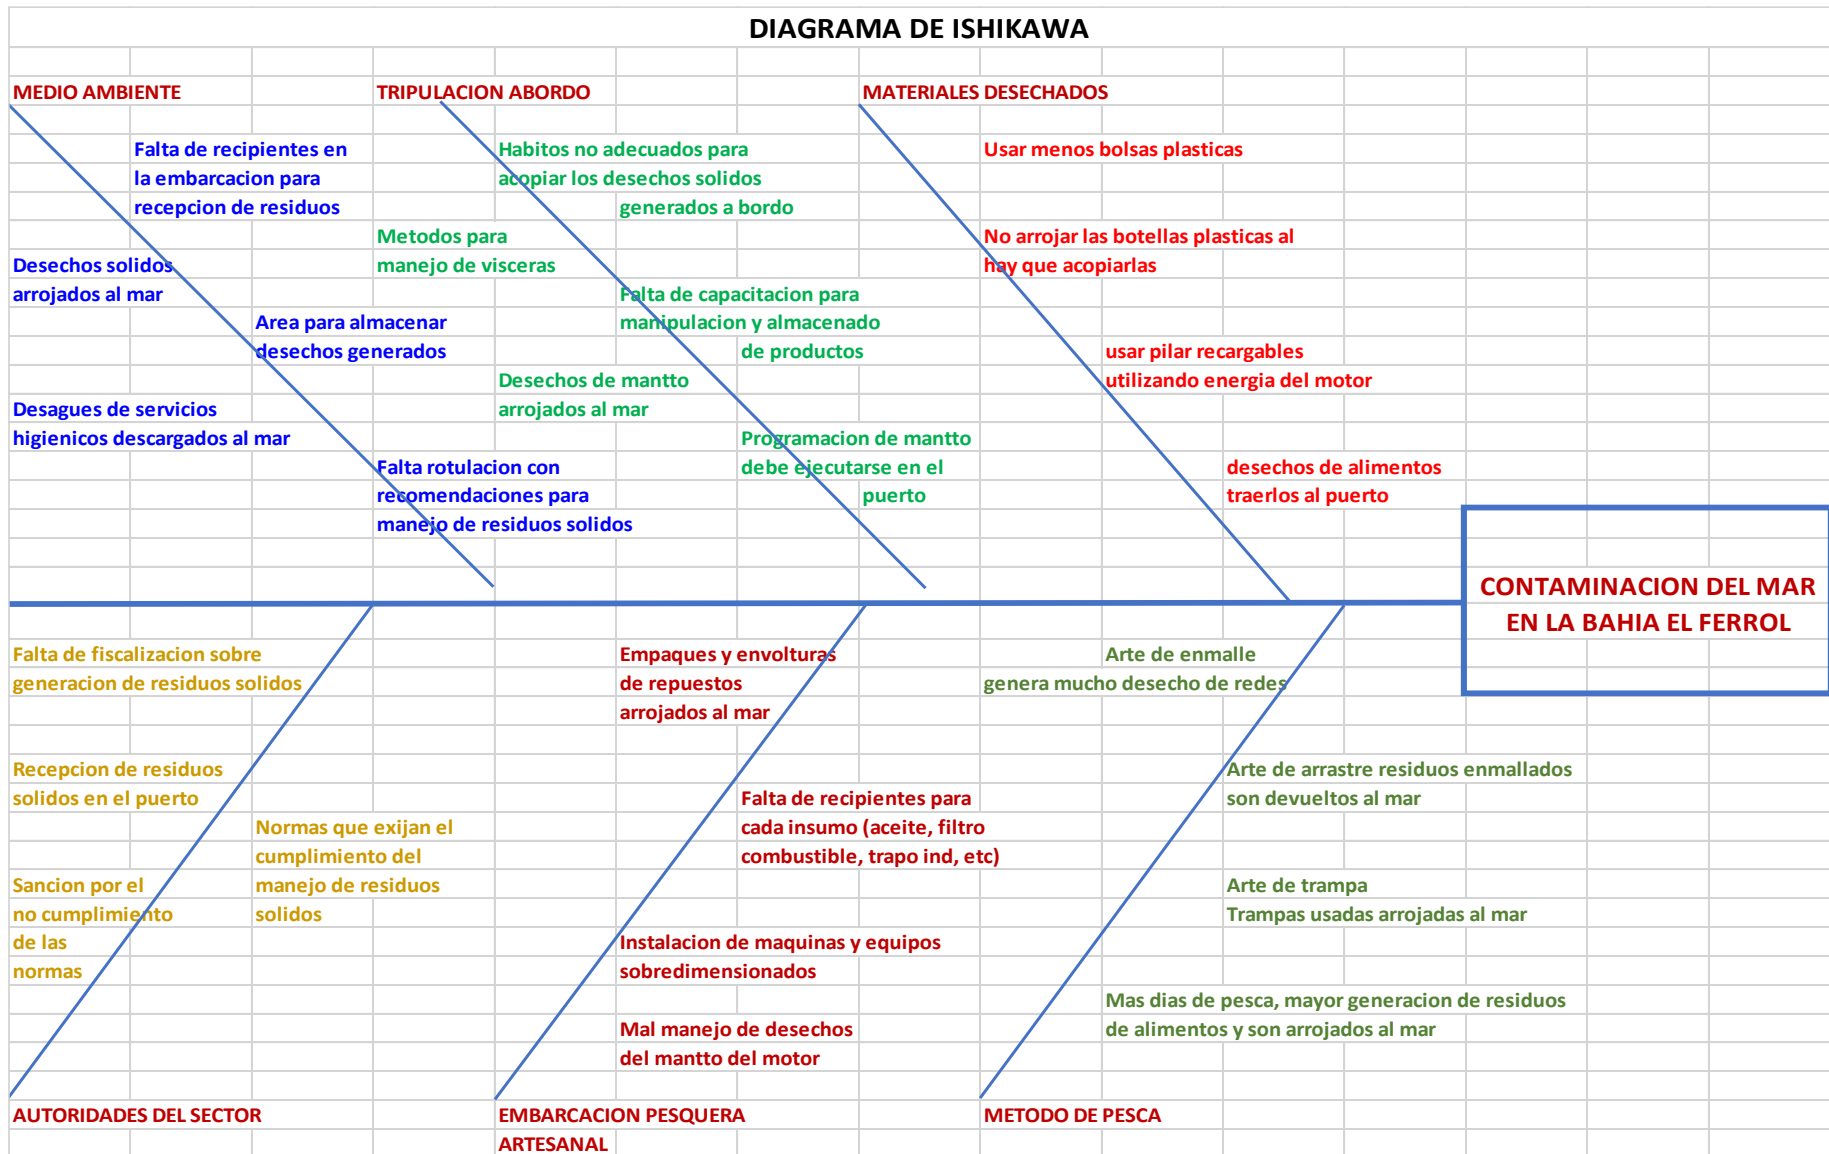 DIAGRAMA DE ISHIKAWA
MEDIO AMBIENTE
Falta de recipientes en
la embarcacion para
recepcion de residuos
Desechos solidos
arrojados al mar
Area para almacenar
desechos generados
Desagues de servicios
higienicos descargados al mar
Falta rotulacion con
recomendaciones para
manejo de residuos solidos
TRIPULACION ABORDO
Habitos no adecuados para
acopiar los desechos solidos
generados a bordo
Metodos para
manejo de visceras
Falta de capacitacion para
manipulacion y almacenado
de productos
Desechos de mantto
arrojados al mar
Programacion de mantto
debe ejecutarse en el
puerto
MATERIALES DESECHADOS
Usar menos bolsas plasticas
No arrojar las botellas plasticas al
hay que acopiarlas
usar pilar recargables
utilizando energia del motor
desechos de alimentos
traerlos al puerto
CONTAMINACION DEL MAR
EN LA BAHIA EL FERROL
Falta de fiscalizacion sobre
generacion de residuos solidos
Recepcion de residuos
solidos en el puerto
Normas que exijan el
cumplimiento del
manejo de residuos
solidos
Sancion por el
no cumplimiento
de las
normas
AUTORIDADES DEL SECTOR
Empaques y envolturas
de repuestos
arrojados al mar
Falta de recipientes para
cada insumo (aceite, filtro
combustible, trapo ind, etc)
Instalacion de maquinas y equipos
sobredimensionados
Mal manejo de desechos
del mantto del motor
EMBARCACION PESQUERA
ARTESANAL
Arte de enmalle
genera mucho desecho de redes
Arte de arrastre residuos enmallados
son devueltos al mar
Arte de trampa
Trampas usadas arrojadas al mar
Mas dias de pesca, mayor generacion de residuos
de alimentos y son arrojados al mar
METODO DE PESCA